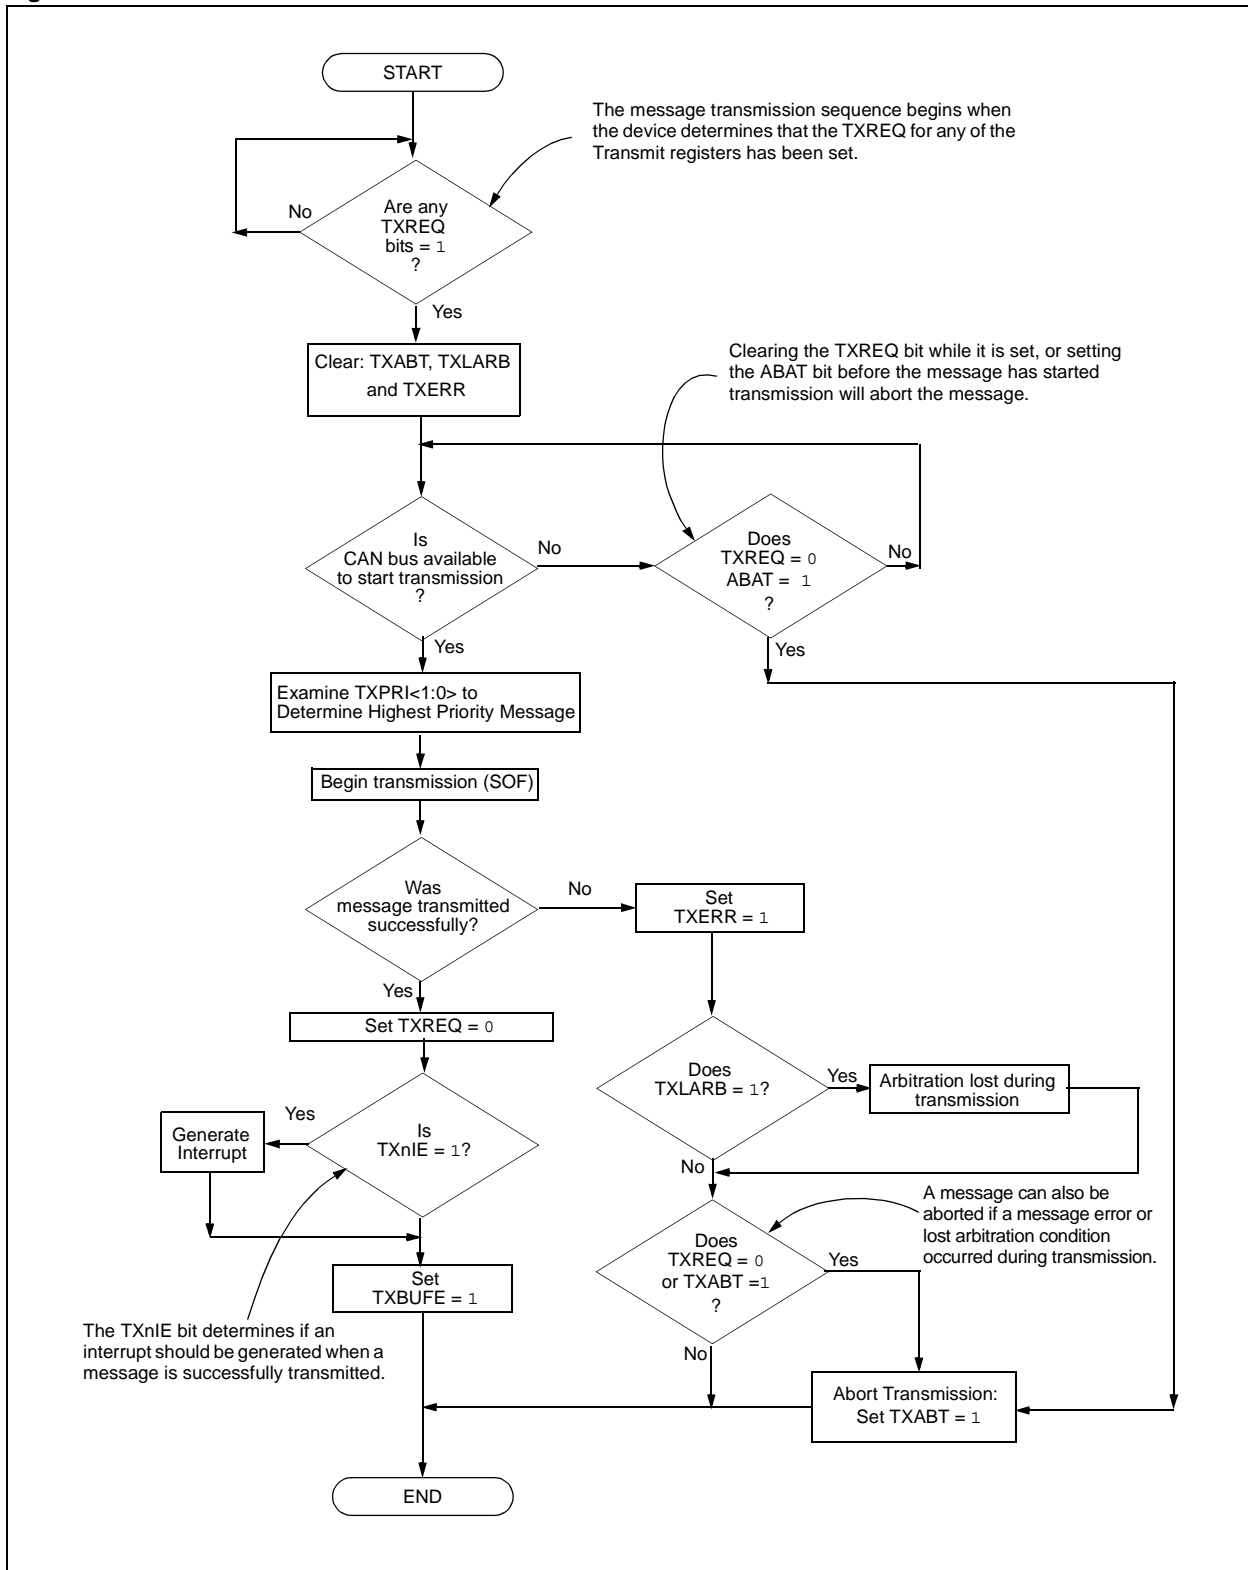 START
The message transmission sequence begins when
the device determines that the TXREQ for any of the
Transmit registers has been set.
No
Are any
TXREQ
bits = 1
?
Yes
Clear: TXABT, TXLARB
and TXERR
Clearing the TXREQ bit while it is set, or setting
the ABAT bit before the message has started
transmission will abort the message.
Is
CAN bus available
to start transmission
?
No
Does
TXREQ = 0
ABAT = 1
?
No
Yes
Yes
Examine TXPRI<1:0> to
Determine Highest Priority Message
Begin transmission (SOF)
Was
message transmitted
successfully?
No
Set
TXERR = 1
Yes
Set TXREQ = 0
Does
TXLARB = 1?
Yes
Arbitration lost during
transmission
Is
TXnIE = 1?
Yes
Generate
Interrupt
No
A message can also be
aborted if a message error or
lost arbitration condition
occurred during transmission.
Does
TXREQ = 0
or TXABT =1
?
Yes
Set
TXBUFE = 1
The TXnIE bit determines if an
interrupt should be generated when a
message is successfully transmitted.
No
Abort Transmission:
Set TXABT = 1
END